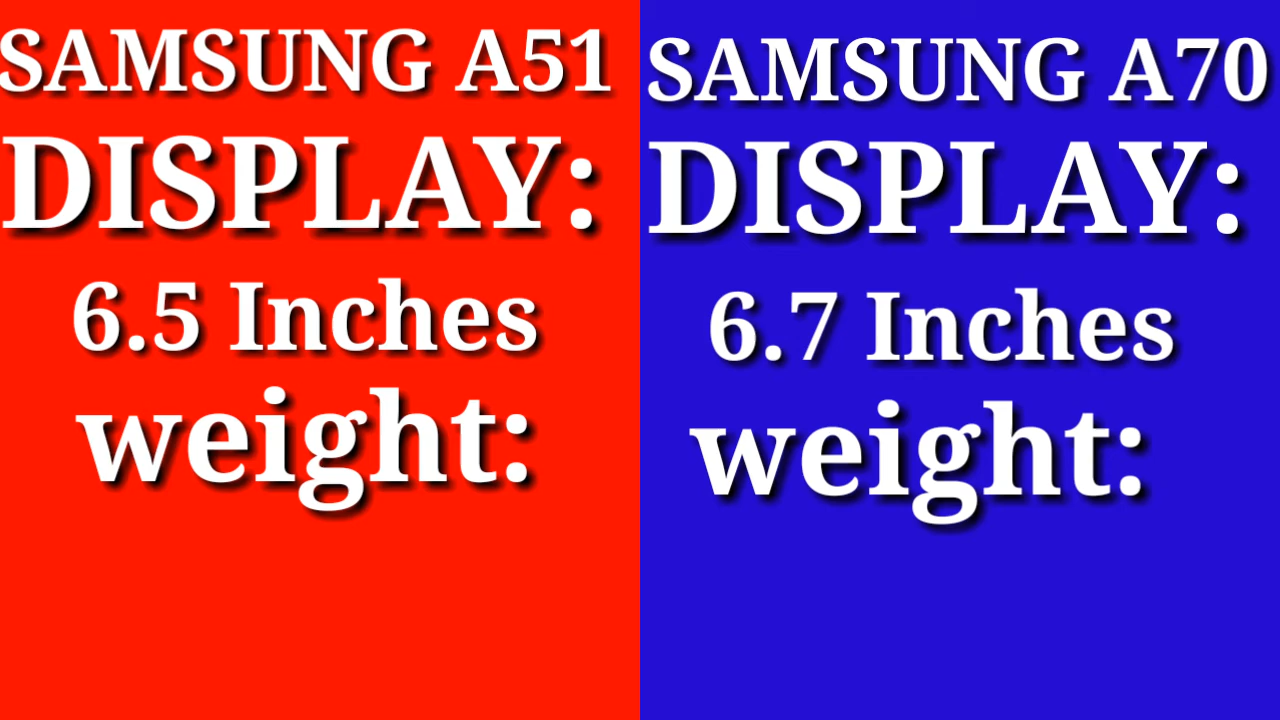 SAMSUNG A51
DISPLAY:
6.5 Inches
weight:
SAMSUNG A70
DISPLAY:
6.7 Inches
weight: